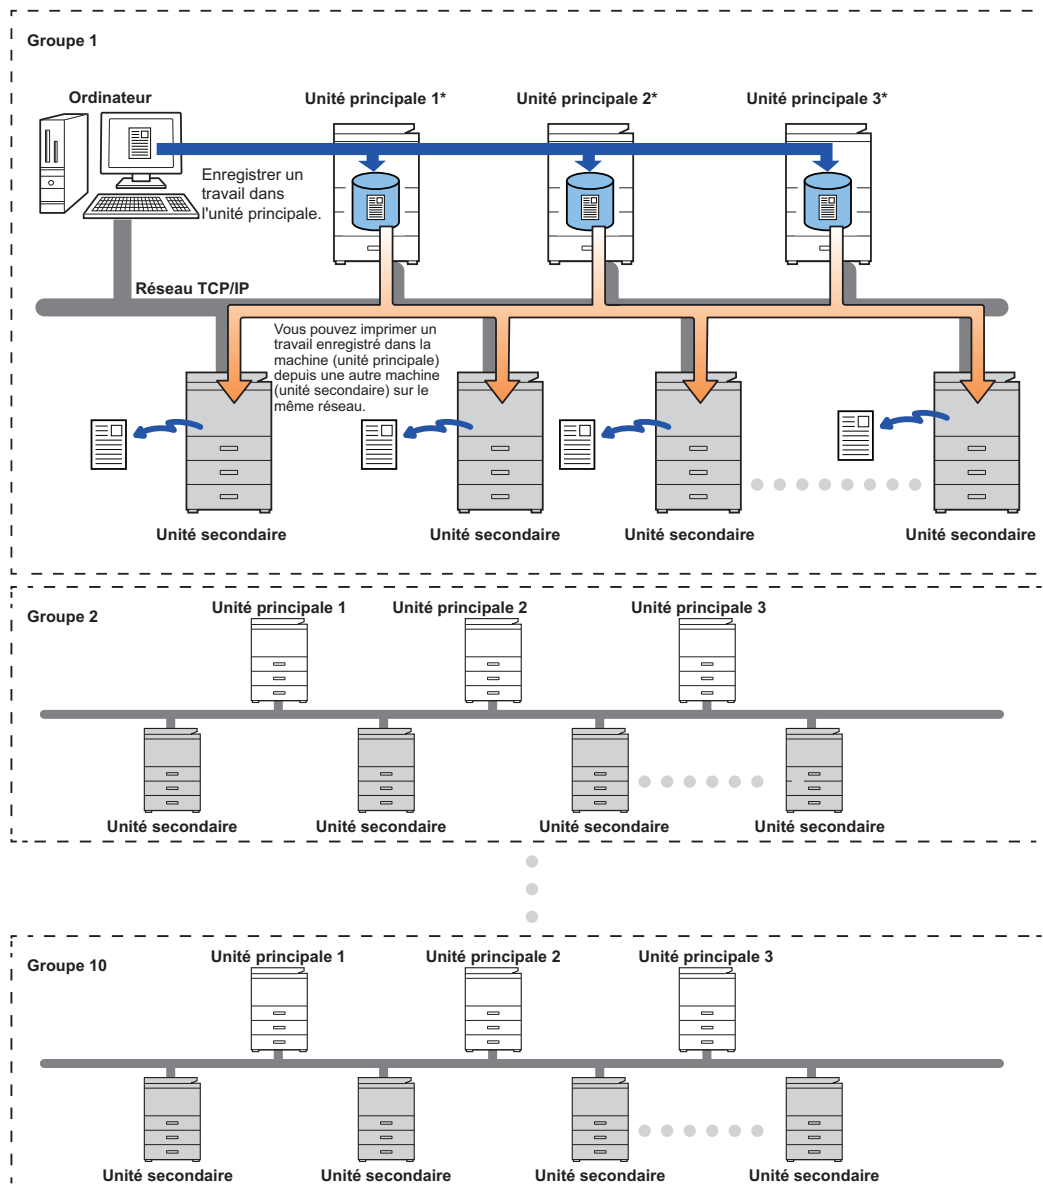 Groupe 1
Ordinateur
Unité principale 1*
Unité principale 2*
Unité principale 3*
Enregistrer un
travail dans
l'unité principale.
Réseau TCP/IP
Vous pouvez imprimer un
travail enregistré dans la
machine (unité principale)
depuis une autre machine
(unité secondaire) sur le
même réseau.
Unité secondaire
Unité secondaire
Unité secondaire
Unité secondaire
Groupe 2
Unité principale 1
Unité principale 2
Unité principale 3
Unité secondaire
Unité secondaire
Unité secondaire
Unité secondaire
Groupe 10
Unité principale 1
Unité principale 2
Unité principale 3
Unité secondaire
Unité secondaire
Unité secondaire
Unité secondaire